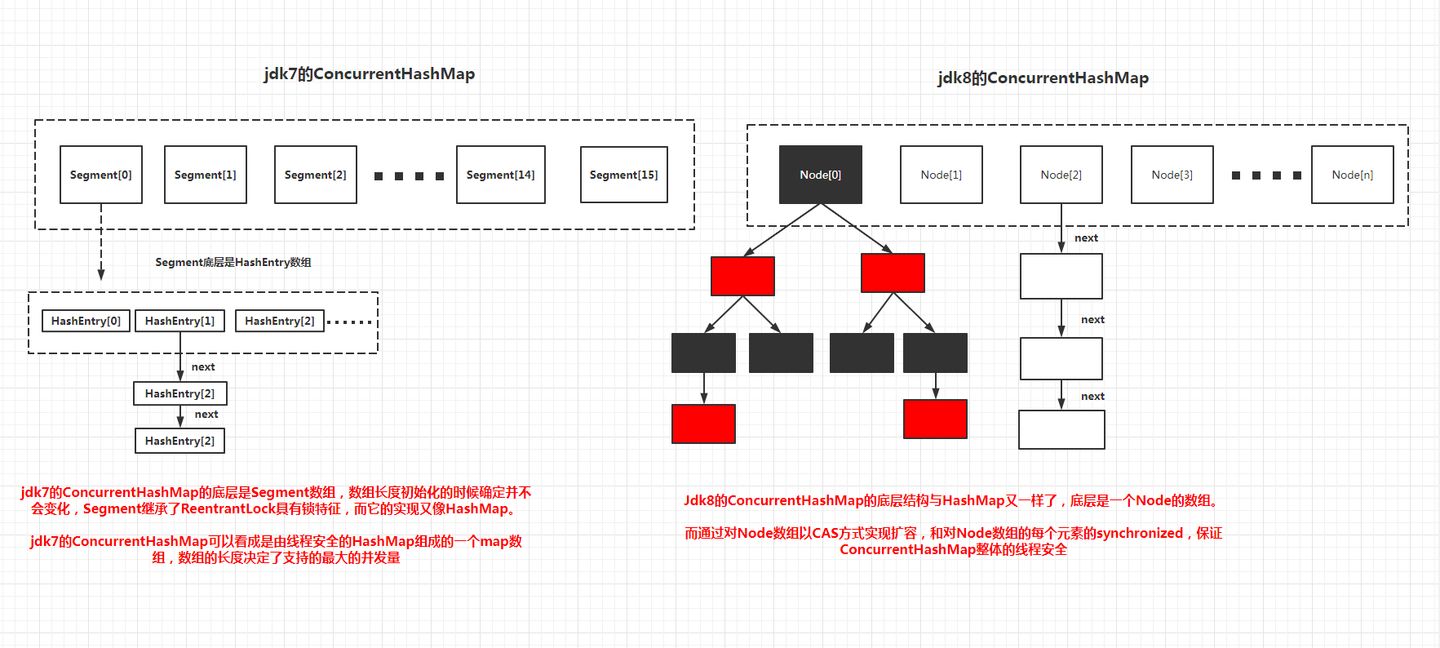 jdk7的ConcurrentHashMap
Segment[0]
Segment[1]
Segment[2]
Segment[14]
Segment[15]
Segment底层是HashEntry数组
HashEntry[0]
HashEntry[1]
HashEntry[2]
next
HashEntry[2]
next
HashEntry[2]
jdk7的ConcurrentHashMap的底层是Segment数组，数组长度初始化的时候确定并不
会变化，Segment继承了ReentrantLock具有锁特征，而它的实现又像HashMap。
jdk7的ConcurrentHashMap可以看成是由线程安全的HashMap组成的一个map数
组，数组的长度决定了支持的最大的并发量
jdk8的ConcurrentHashMap
Node[0]
Node[1]
Node[2]
Node[3]
Node[n]
next
next
next
Jdk8的ConcurrentHashMap的底层结构与HashMap又一样了，底层是一个Node的数组。
而通过对Node数组以CAS方式实现扩容，和对Node数组的每个元素的synchronized，保证
ConcurrentHashMap整体的线程安全